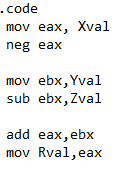 .code
mov eax, Xval
neg eax
mov ebx,Yval
sub ebx,Zval
add eax,ebx
mov Rval,eax